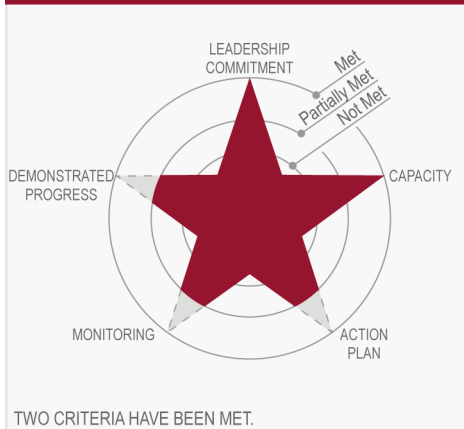 LEADERSHIP
COMMITMENT
Met
Partially Met
Not Met
DEMONSTRATED
PROGRESS
CAPACITY
MONITORING
ACTION
PLAN
TWO CRITERIA HAVE BEEN MET.